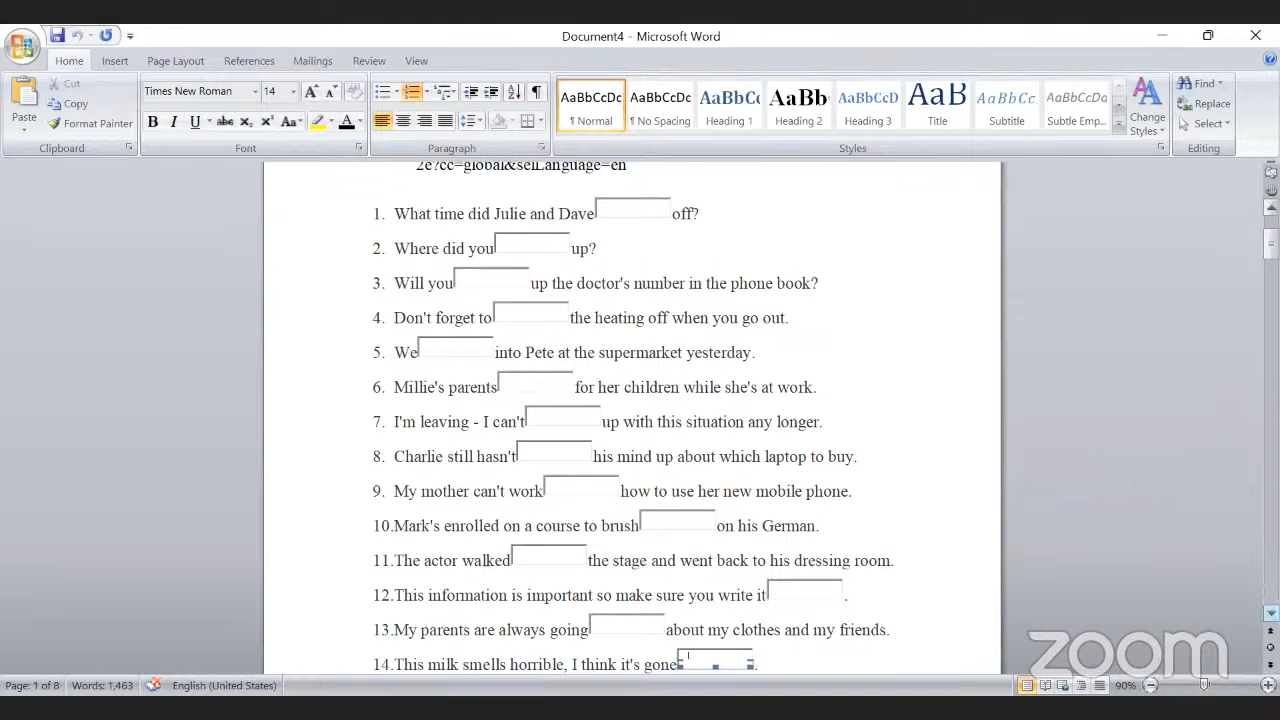 Document4 - Microsoft Word
Home Insert Page Layout References Mailings Review View
Paste
Cut
Copy
Format Painter
Clipboard
Times New Roman 14
Font
Paragraph
AaBbCcDc AaBbCcDc AaBbC AaBbC AaBbCcD AaB AaBbCc AaBbCcDa
¶ Normal ¶ No Spacing Heading 1 Heading 2 Heading 3 Title Subtitle Subtle Emp...
Change Styles
Styles
Find
Replace
Select
Editing
2e?cc=global&selLanguage=en
1. What time did Julie and Dave off?
2. Where did you up?
3. Will you up the doctor's number in the phone book?
4. Don't forget to the heating off when you go out.
5. We into Pete at the supermarket yesterday.
6. Millie's parents for her children while she's at work.
7. I'm leaving - I can't up with this situation any longer.
8. Charlie still hasn't his mind up about which laptop to buy.
9. My mother can't work how to use her new mobile phone.
10.Mark's enrolled on a course to brush on his German.
11.The actor walked the stage and went back to his dressing room.
12.This information is important so make sure you write it .
13.My parents are always going about my clothes and my friends.
14.This milk smells horrible, I think it's gone .
zoom
Page: 1 of 8 Words: 1,463 English (United States) 90%